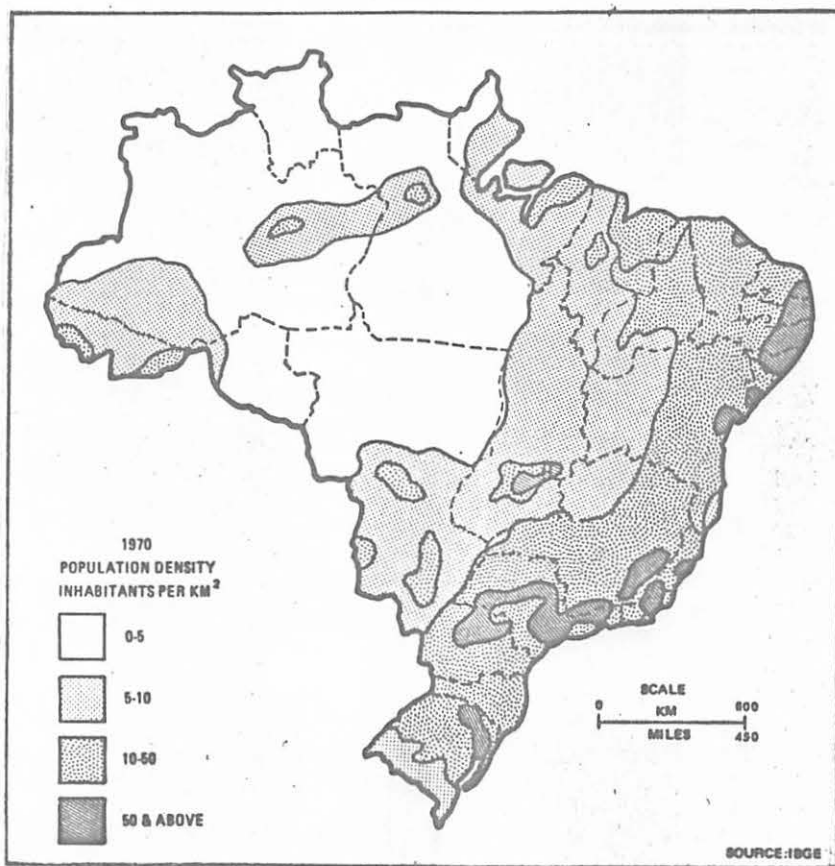 1970
POPULATION DENSITY
INHABITANTS PER KM²
0-5
5-10
10-50
50 & ABOVE
SCALE
0 KM 600
MILES 450
SOURCE:IBGE